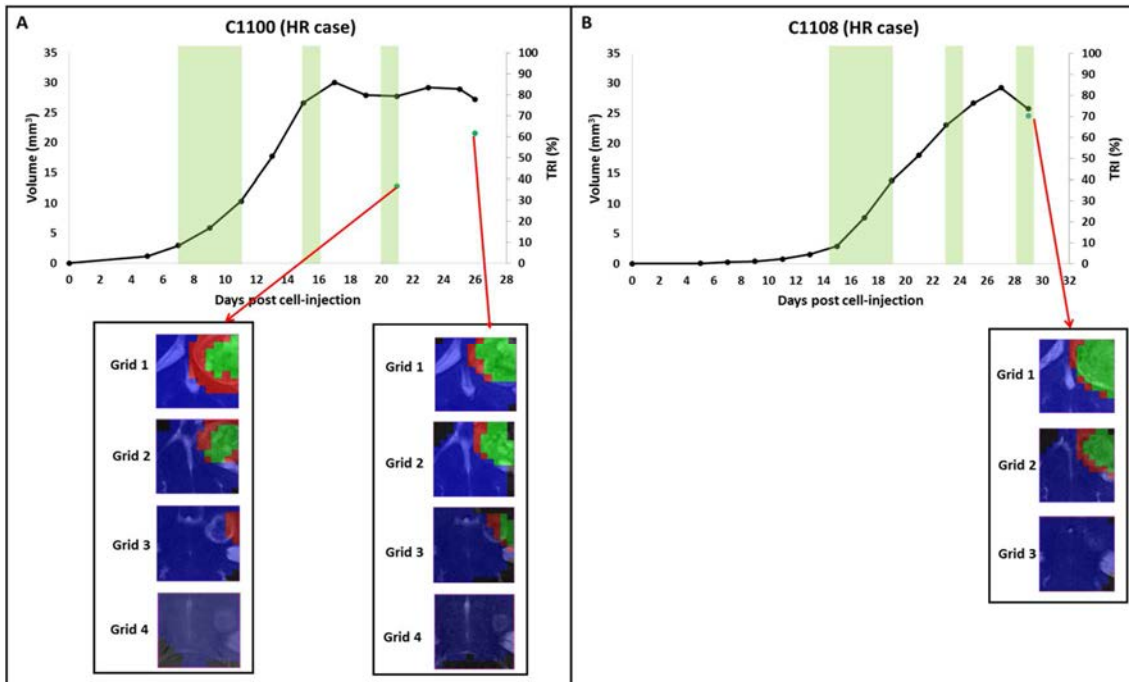 A
C1100 (HR case)
35
30
25
20
15
10
5
0
Volume (mm³)
100
90
80
70
60
50
40
30
20
10
0
TRI (%)
0 2 4 6 8 10 12 14 16 18 20 22 24 26 28
Days post cell-injection
Grid 1
Grid 2
Grid 3
Grid 4
Grid 1
Grid 2
Grid 3
Grid 4
B
C1108 (HR case)
35
30
25
20
15
10
5
0
Volume (mm³)
100
90
80
70
60
50
40
30
20
10
0
TRI (%)
0 2 4 6 8 10 12 14 16 18 20 22 24 26 28 30 32
Days post cell-injection
Grid 1
Grid 2
Grid 3